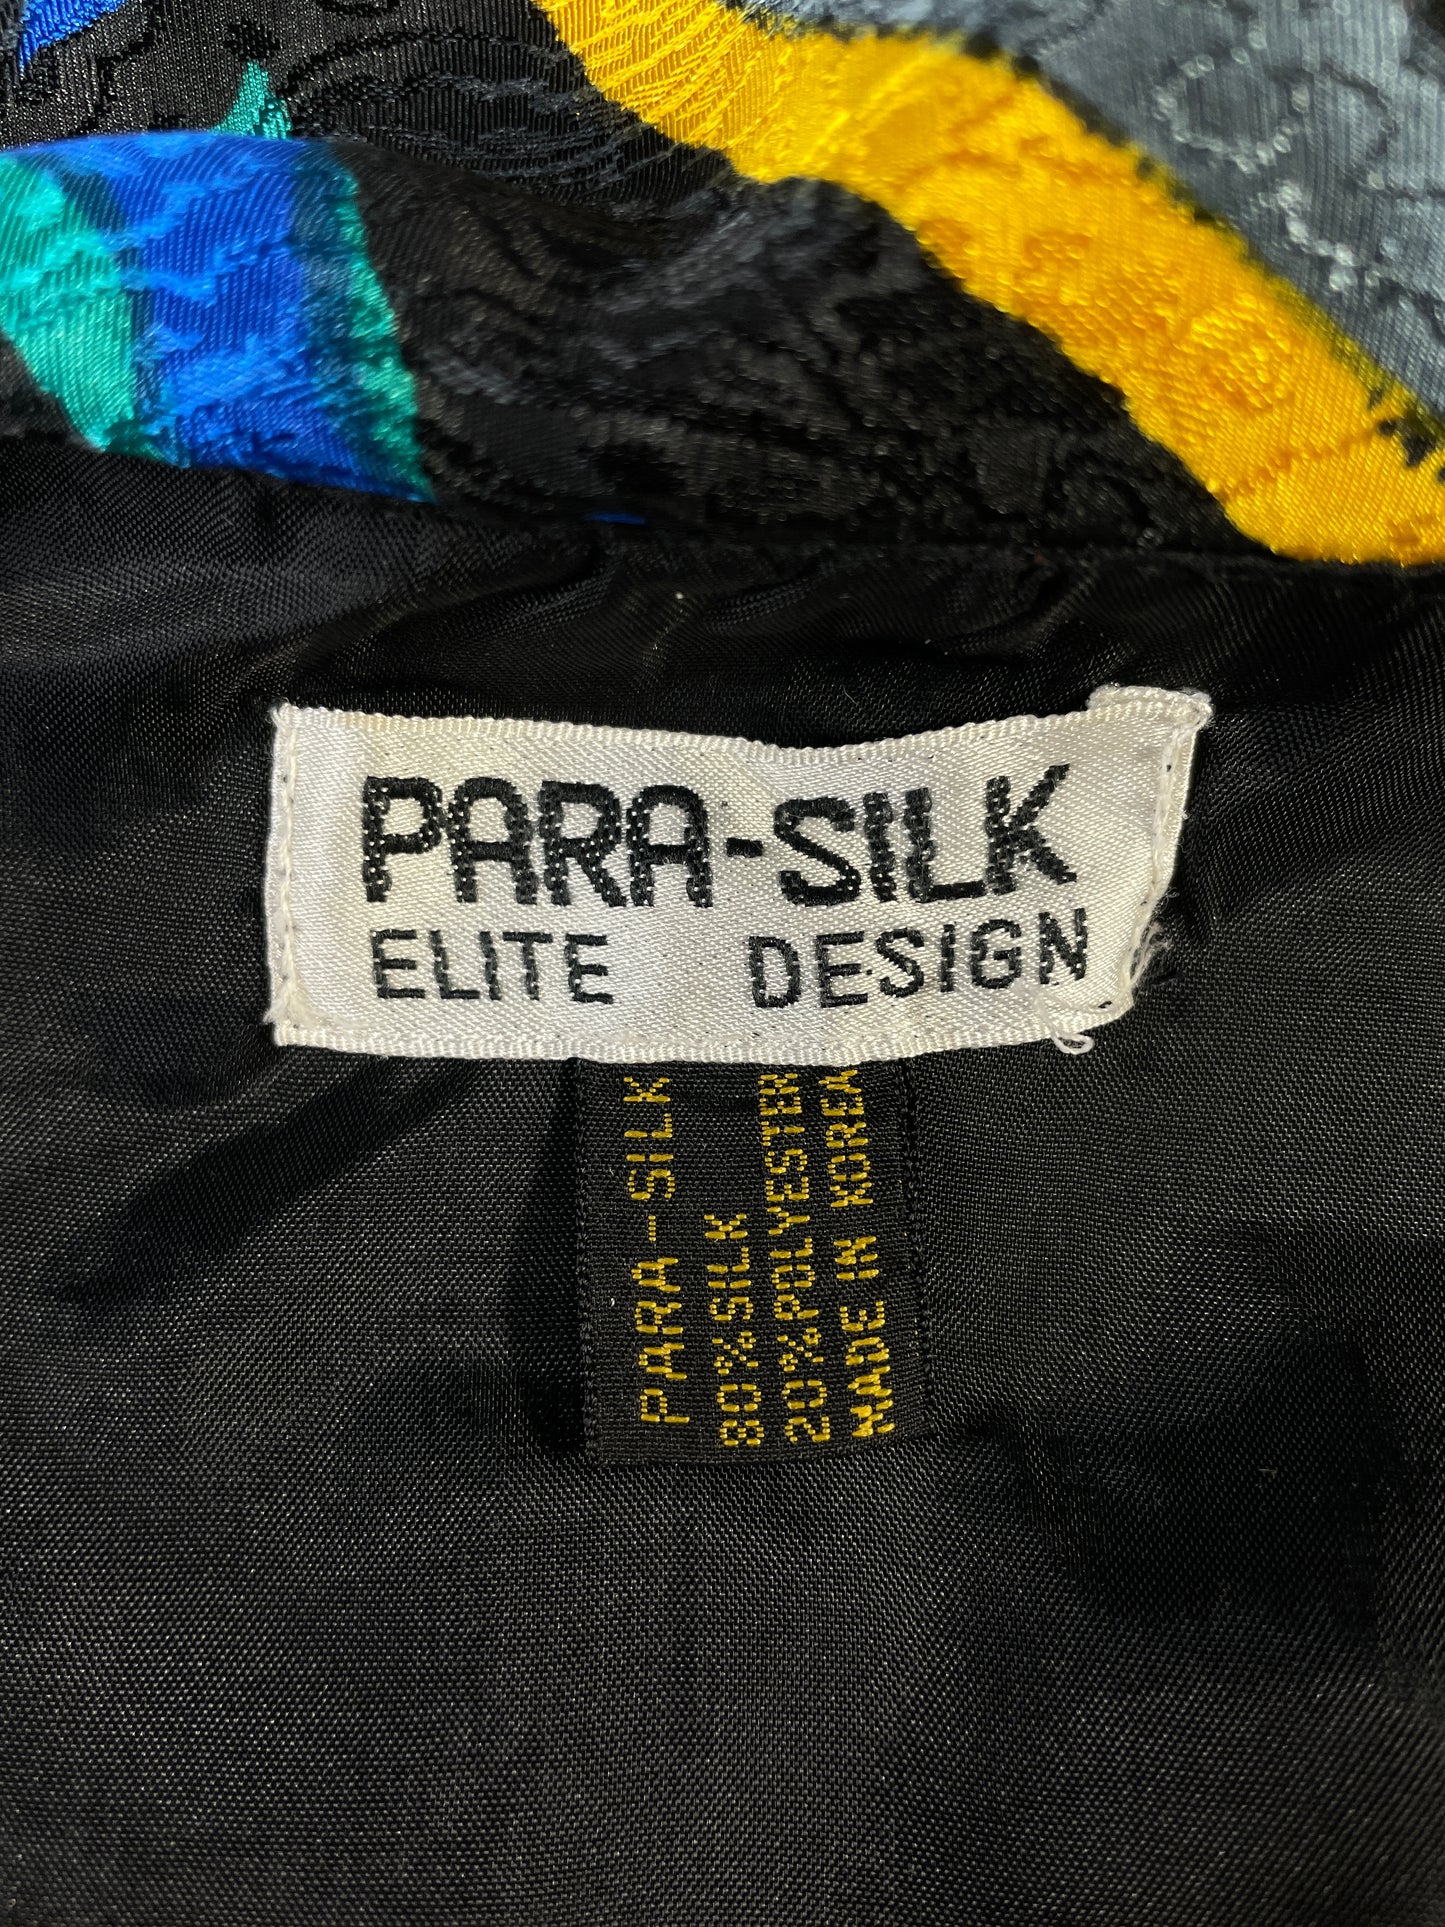 PARA-SILK
ELITE DESIGN
PARA-SILK
80%SILK
20%POLYESTER
MADE IN KOREA